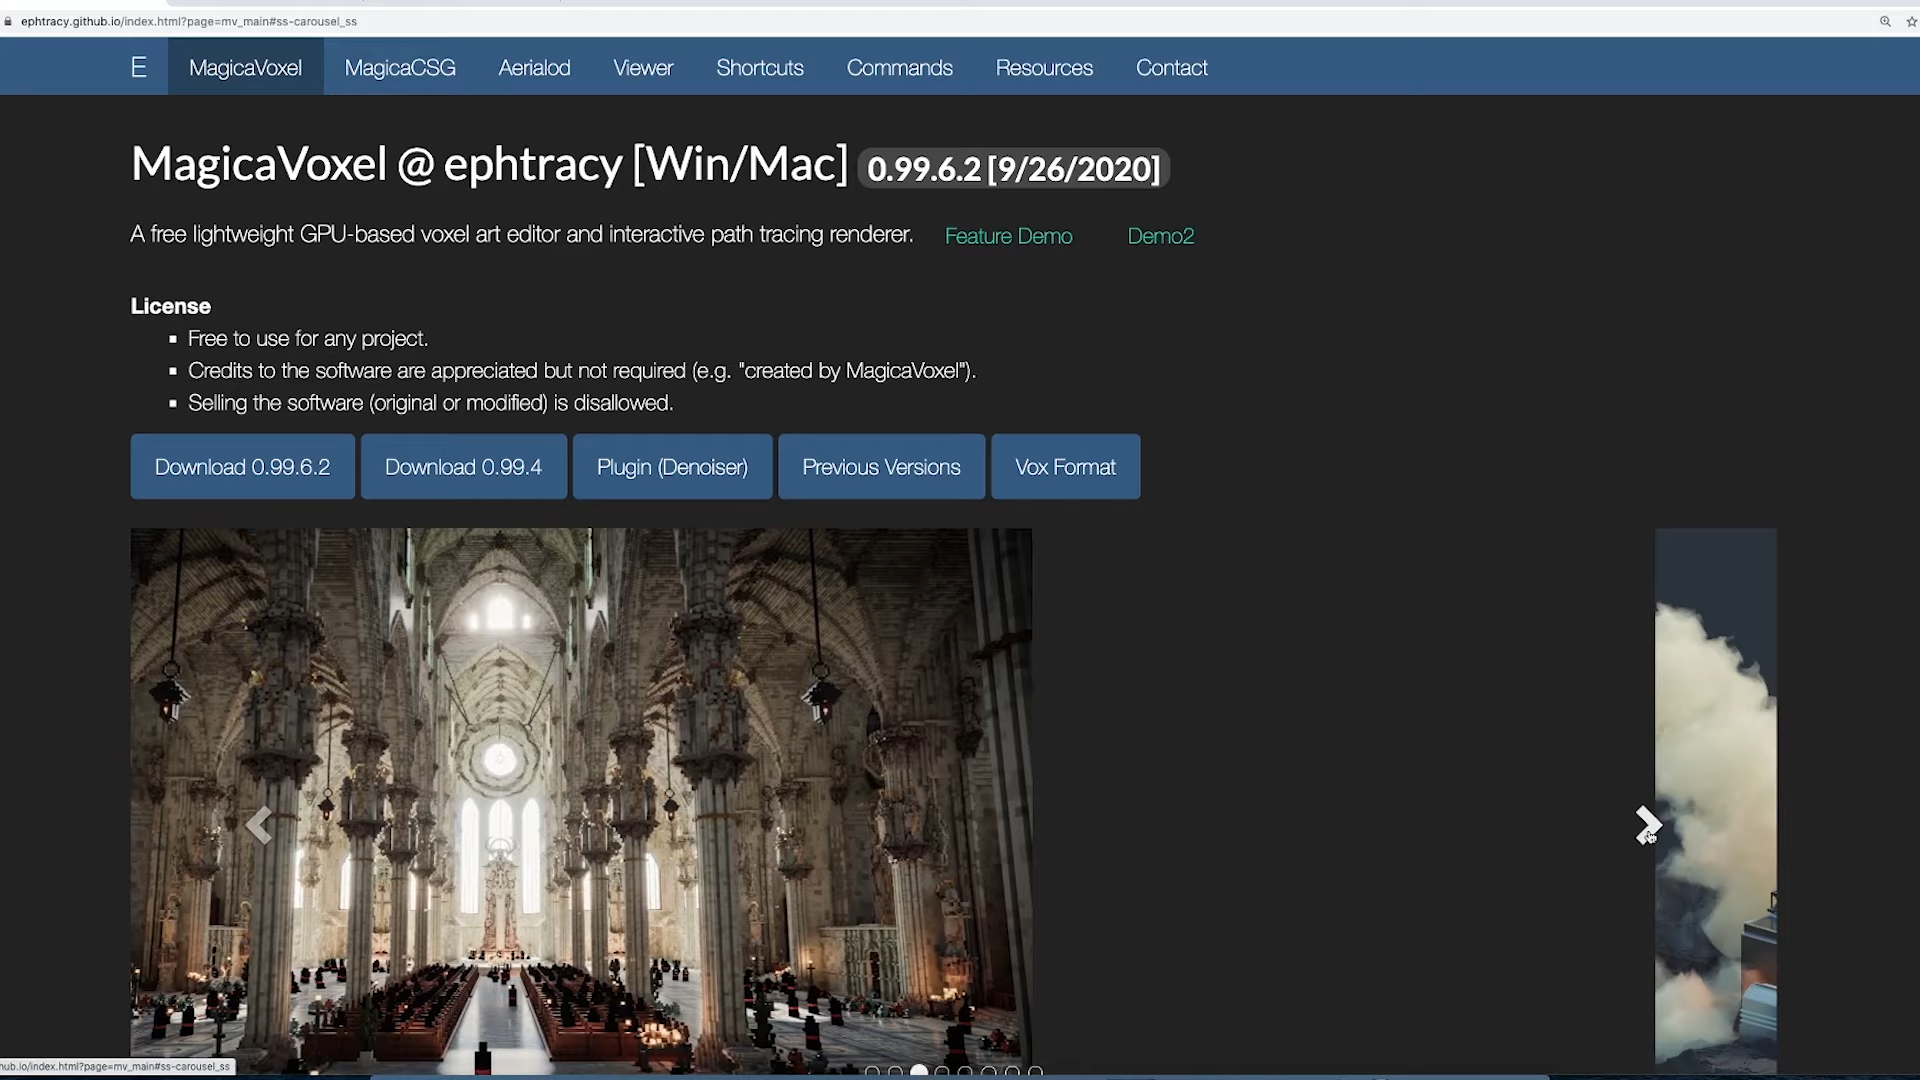 ephtracy.github.io/index.html?page=mv_main#ss-carousel_ss
E MagicaVoxel MagicaCSG Aerialod Viewer Shortcuts Commands Resources Contact
MagicaVoxel @ ephtracy [Win/Mac] 0.99.6.2 [9/26/2020]
A free lightweight GPU-based voxel art editor and interactive path tracing renderer. Feature Demo Demo2
License
Free to use for any project.
Credits to the software are appreciated but not required (e.g. "created by MagicaVoxel").
Selling the software (original or modified) is disallowed.
Download 0.99.6.2 Download 0.99.4 Plugin (Denoiser) Previous Versions Vox Format
hub.io/index.html?page=mv_main#ss-carousel_ss